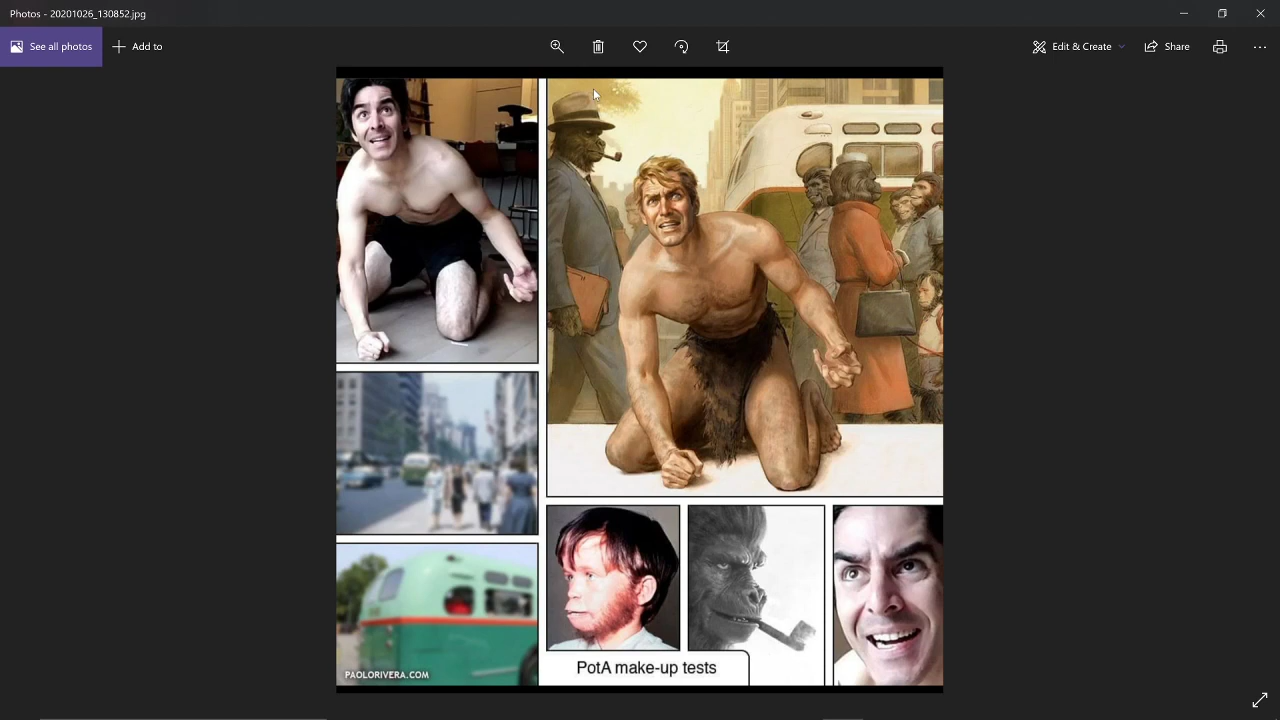 Photos - 20201026_130852.jpg
See all photos
Add to
Edit & Create
Share
PotA make-up tests
PAOLORIVERA.COM